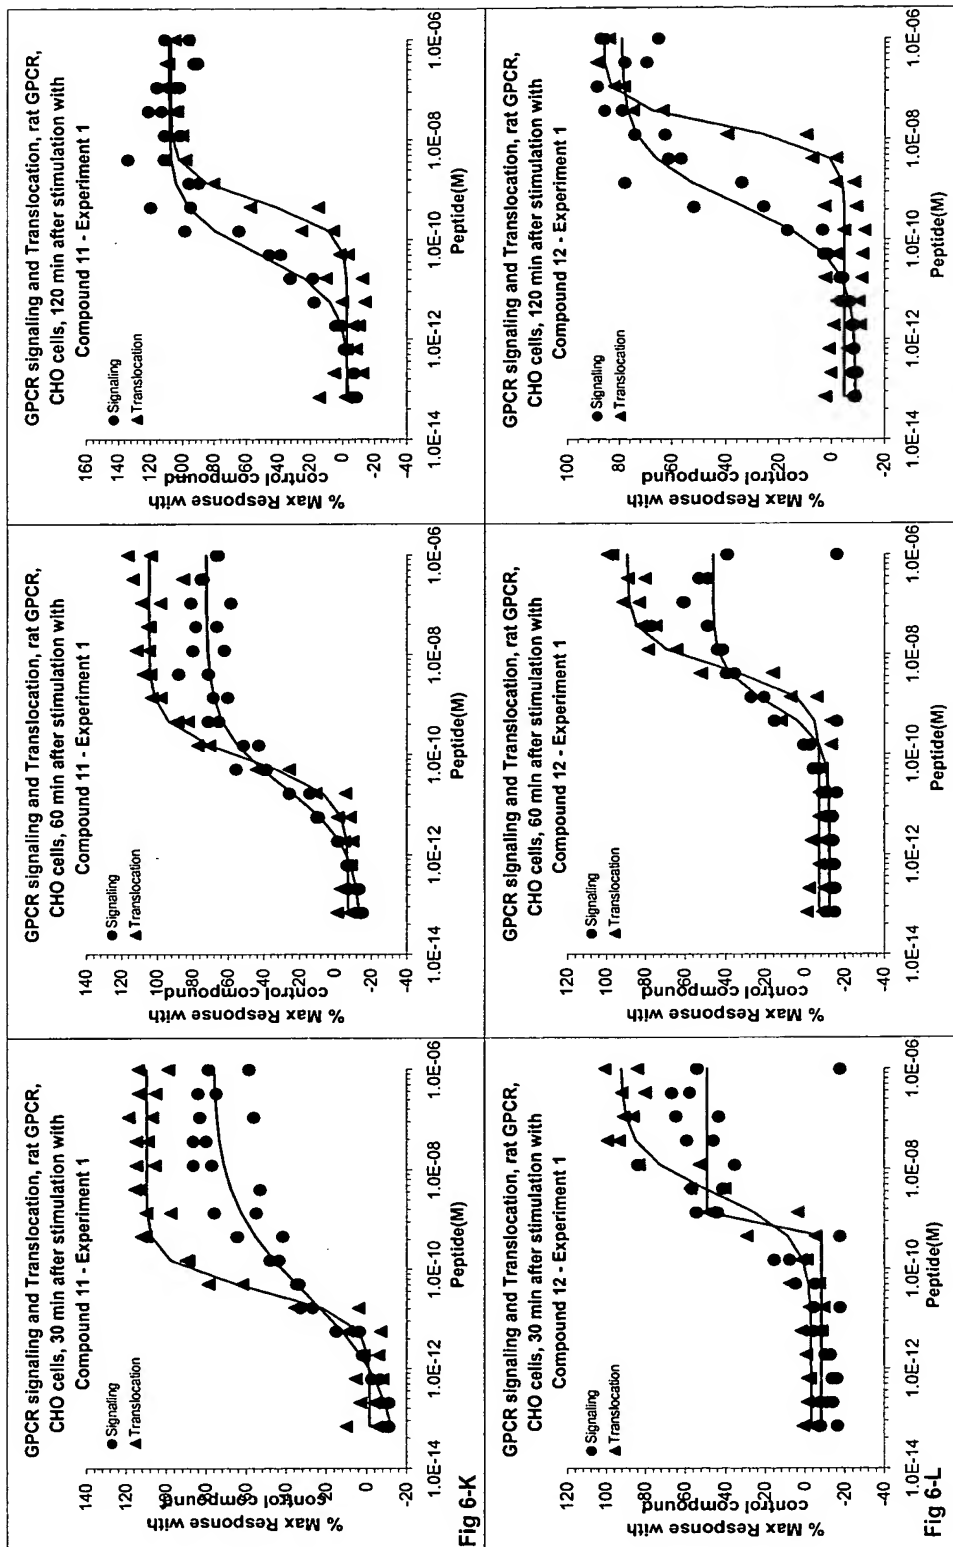 GPCR signaling and Translocation, rat GPCR,
CHO cells, 30 min after stimulation with
Compound 11 - Experiment 1
Signaling
Translocation
% Max Response with
control compound
140
120
100
80
60
40
20
0
-20
-40
1.0E-14
1.0E-12
1.0E-10
1.0E-08
1.0E-06
Peptide(M)
Fig 6-K
GPCR signaling and Translocation, rat GPCR,
CHO cells, 60 min after stimulation with
Compound 11 - Experiment 1
Signaling
Translocation
% Max Response with
control compound
140
120
100
80
60
40
20
0
-20
-40
1.0E-14
1.0E-12
1.0E-10
1.0E-08
1.0E-06
Peptide(M)
GPCR signaling and Translocation, rat GPCR,
CHO cells, 120 min after stimulation with
Compound 11 - Experiment 1
Signaling
Translocation
% Max Response with
control compound
160
140
120
100
80
60
40
20
0
-20
-40
1.0E-14
1.0E-12
1.0E-10
1.0E-08
1.0E-06
Peptide(M)
GPCR signaling and Translocation, rat GPCR,
CHO cells, 30 min after stimulation with
Compound 12 - Experiment 1
Signaling
Translocation
% Max Response with
control compound
120
100
80
60
40
20
0
-20
-40
1.0E-14
1.0E-12
1.0E-10
1.0E-08
1.0E-06
Peptide(M)
Fig 6-L
GPCR signaling and Translocation, rat GPCR,
CHO cells, 60 min after stimulation with
Compound 12 - Experiment 1
Signaling
Translocation
% Max Response with
control compound
120
100
80
60
40
20
0
-20
-40
1.0E-14
1.0E-12
1.0E-10
1.0E-08
1.0E-06
Peptide(M)
GPCR signaling and Translocation, rat GPCR,
CHO cells, 120 min after stimulation with
Compound 12 - Experiment 1
Signaling
Translocation
% Max Response with
control compound
100
80
60
40
20
0
-20
1.0E-14
1.0E-12
1.0E-10
1.0E-08
1.0E-06
Peptide(M)